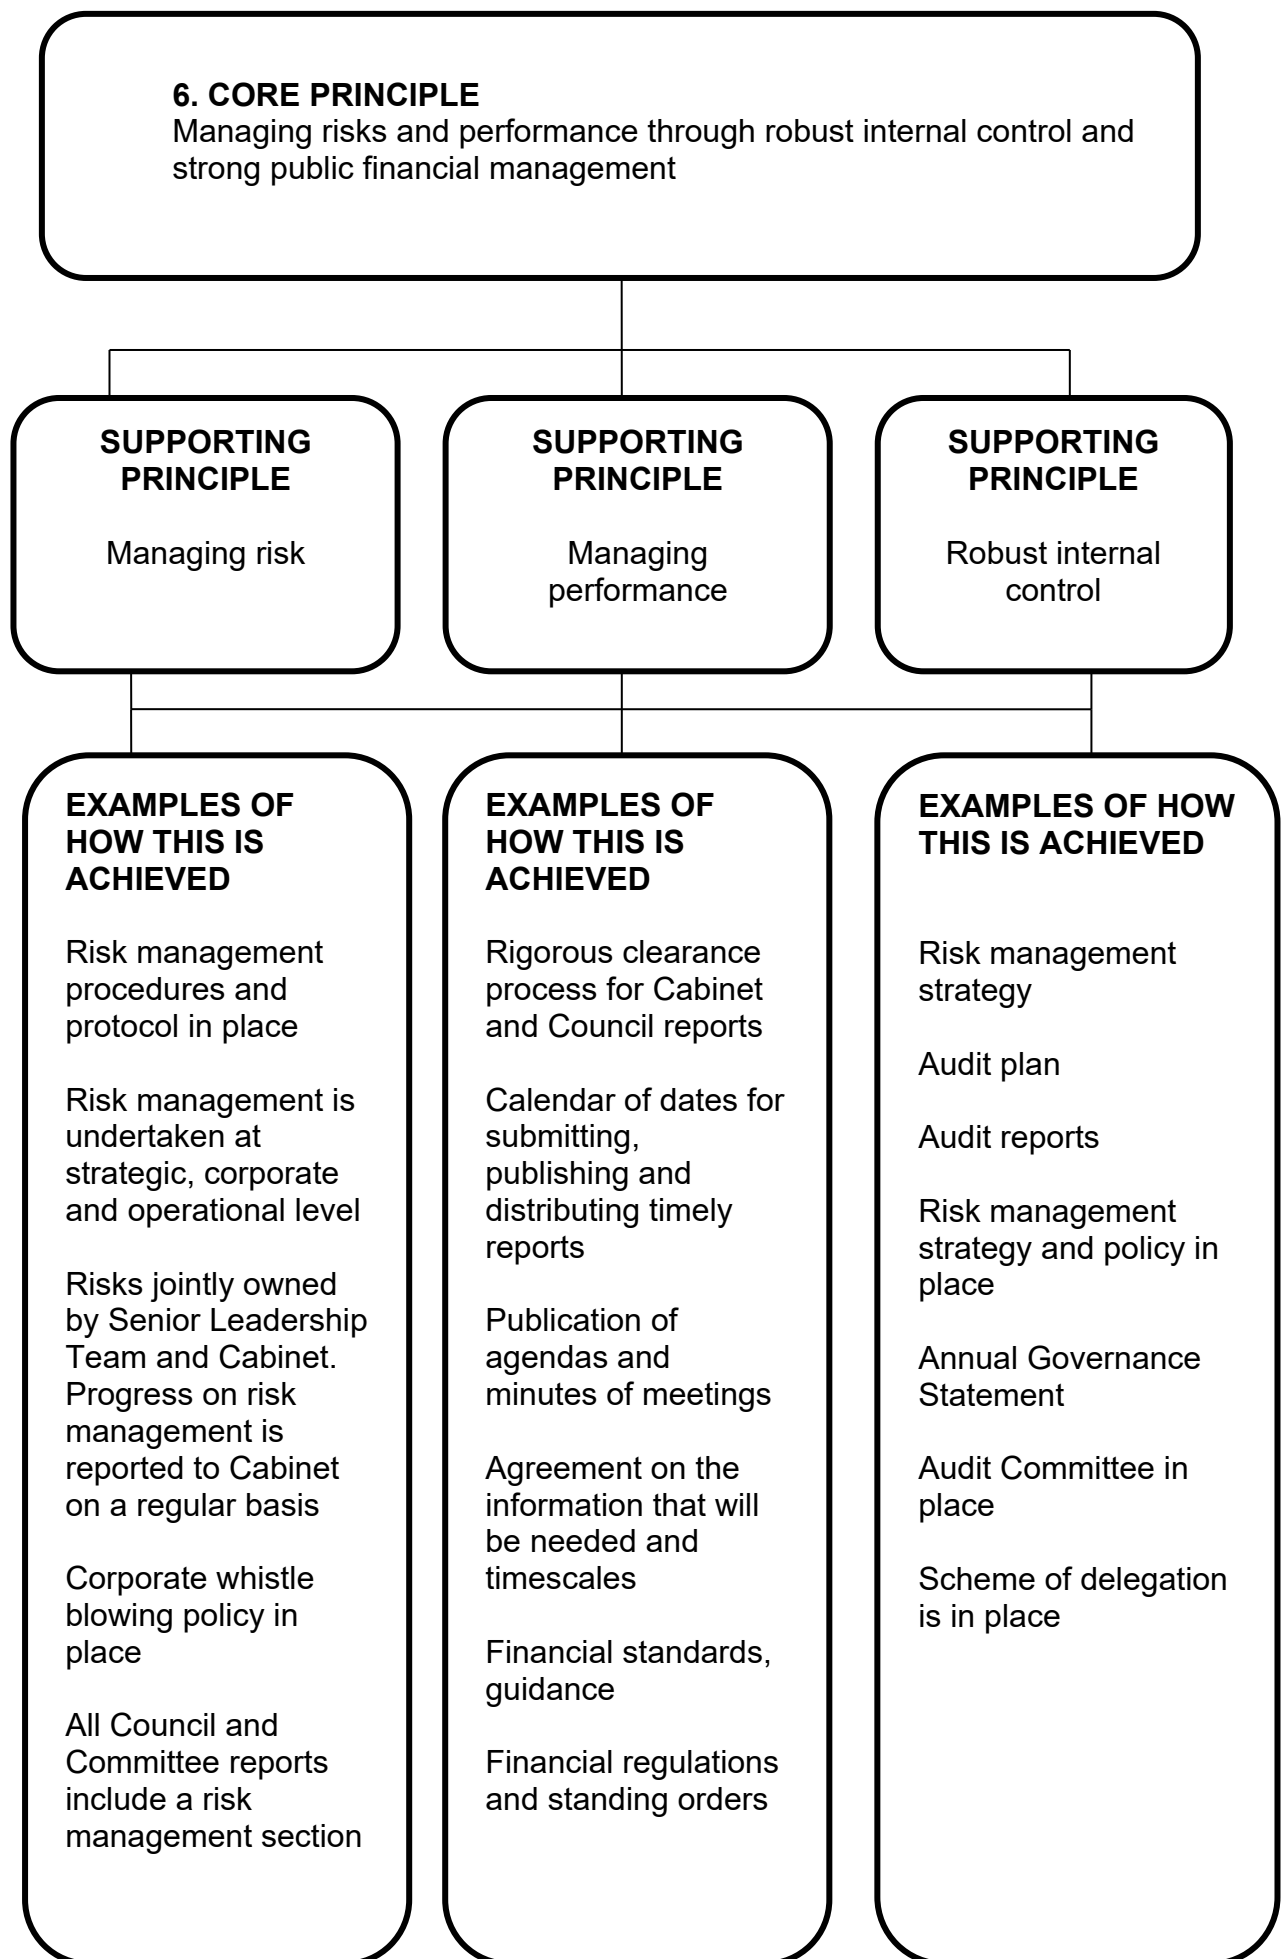 6. CORE PRINCIPLE
Managing risks and performance through robust internal control and
strong public financial management
SUPPORTING
PRINCIPLE
Managing risk
SUPPORTING
PRINCIPLE
Managing
performance
SUPPORTING
PRINCIPLE
Robust internal
control
EXAMPLES OF
HOW THIS IS
ACHIEVED
Risk management
procedures and
protocol in place
Risk management is
undertaken at
strategic, corporate
and operational level
Risks jointly owned
by Senior Leadership
Team and Cabinet.
Progress on risk
management is
reported to Cabinet
on a regular basis
Corporate whistle
blowing policy in
place
All Council and
Committee reports
include a risk
management section
EXAMPLES OF
HOW THIS IS
ACHIEVED
Rigorous clearance
process for Cabinet
and Council reports
Calendar of dates for
submitting,
publishing and
distributing timely
reports
Publication of
agendas and
minutes of meetings
Agreement on the
information that will
be needed and
timescales
Financial standards,
guidance
Financial regulations
and standing orders
EXAMPLES OF HOW
THIS IS ACHIEVED
Risk management
strategy
Audit plan
Audit reports
Risk management
strategy and policy in
place
Annual Governance
Statement
Audit Committee in
place
Scheme of delegation
is in place